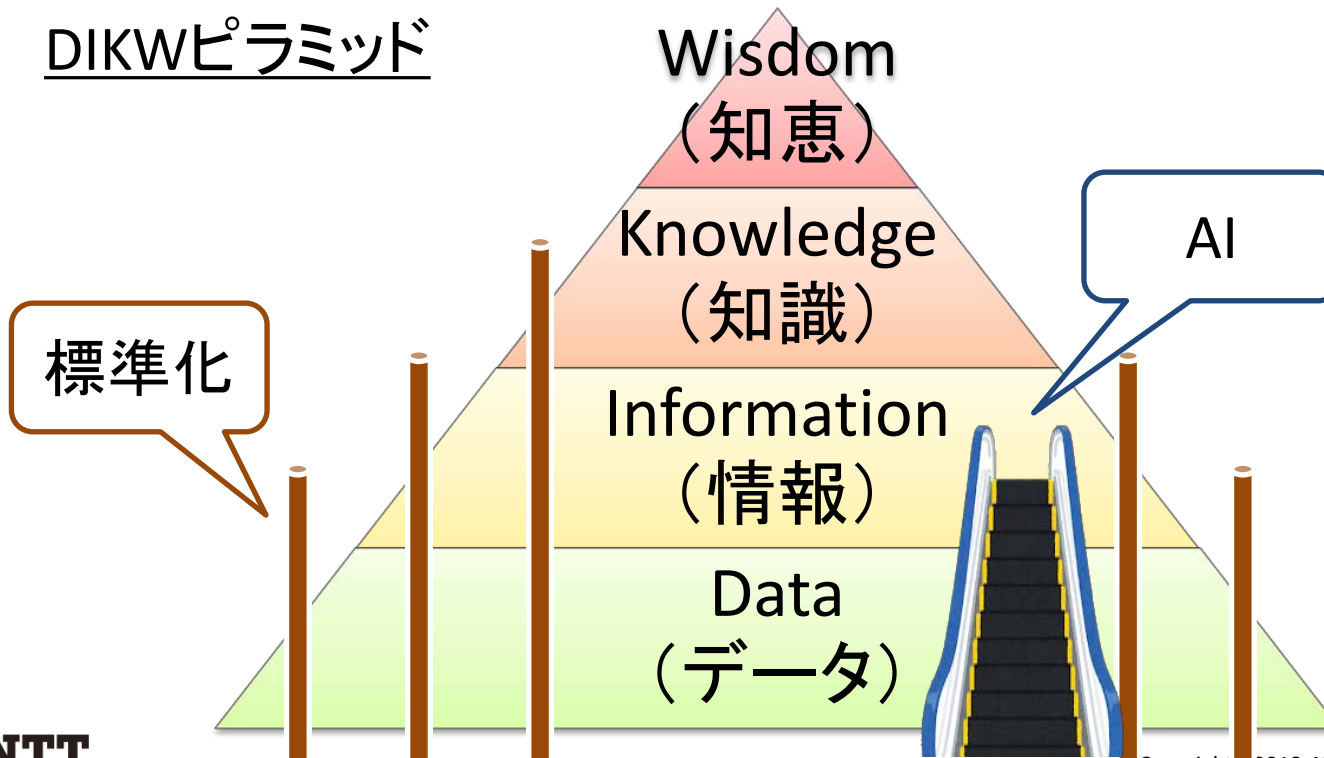 DIKWピラミッド
Wisdom
（知恵）
Knowledge
（知識）
AI
標準化
Information
（情報）
Data
（データ）
NTT